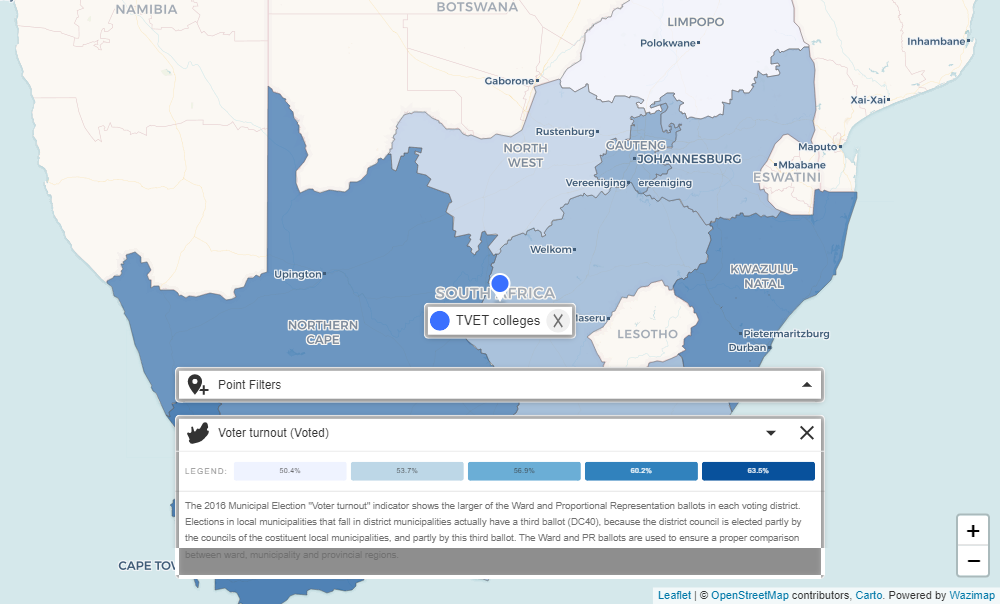 NAMIBIA
BOTSWANA
LIMPOPO
Polokwane
Inhambane
Gaborone
Xai-Xai
Rustenburg
GAUTENG
NORTH
WEST
Maputo
JOHANNESBURG
Mbabane
ESWATINI
Vereeniging
ereeniging
Welkom
Upington
KWAZULU-
NATAL
SOUTH AFRICA
TVET colleges X
laseru
NORTHERN
CAPE
LESOTHO
Pietermaritzburg
Durban
Point Filters
Voter turnout (Voted)
LEGEND: 50.4% 53.7% 56.9% 60.2% 63.5%
The 2016 Municipal Election "Voter turnout" indicator shows the larger of the Ward and Proportional Representation ballots in each voting district.
Elections in local municipalities that fall in district municipalities actually have a third ballot (DC40), because the district council is elected partly by
the councils of the costituent local municipalities, and partly by this third ballot. The Ward and PR ballots are used to ensure a proper comparison
between ward, municipality and provincial regions.
CAPE TOW
+
−
Leaflet | © OpenStreetMap contributors, Carto. Powered by Wazimap